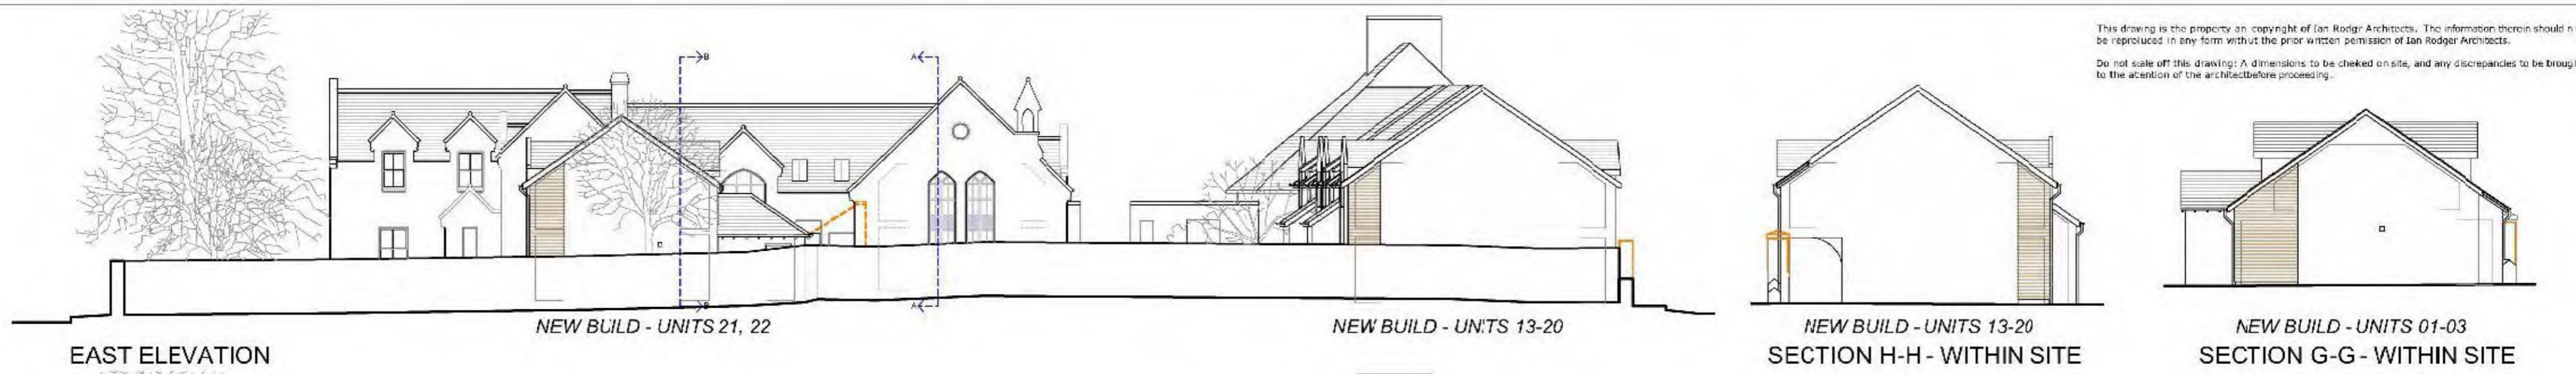 This drawing is the property an copyright of Ian Rodger Architects. The information therein should n
be reproduced in any form without the prior written permission of Ian Rodger Architects.
Do not scale off this drawing: A dimensions to be cheked on site, and any discrepancies to be broug
to the atention of the architectbefore proceeding.
B
A
B
A
NEW BUILD - UNITS 21, 22
NEW BUILD - UNITS 13-20
NEW BUILD - UNITS 13-20
NEW BUILD - UNITS 01-03
EAST ELEVATION
SECTION H-H - WITHIN SITE
SECTION G-G - WITHIN SITE